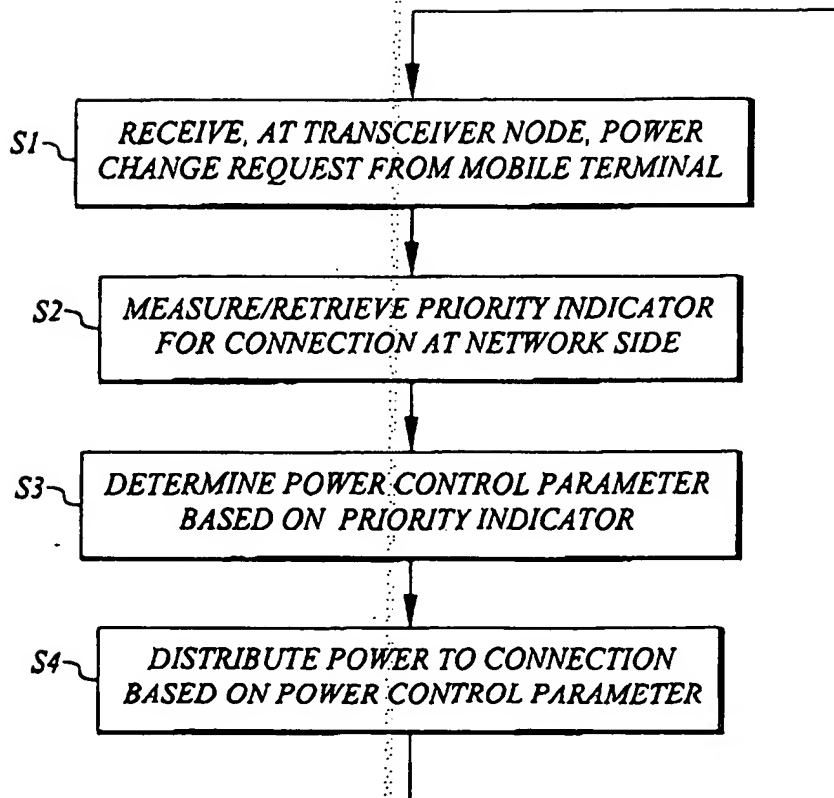 S1
RECEIVE, AT TRANSCEIVER NODE, POWER
CHANGE REQUEST FROM MOBILE TERMINAL
S2
MEASURE/RETRIEVE PRIORITY INDICATOR
FOR CONNECTION AT NETWORK SIDE
S3
DETERMINE POWER CONTROL PARAMETER
BASED ON PRIORITY INDICATOR
S4
DISTRIBUTE POWER TO CONNECTION
BASED ON POWER CONTROL PARAMETER